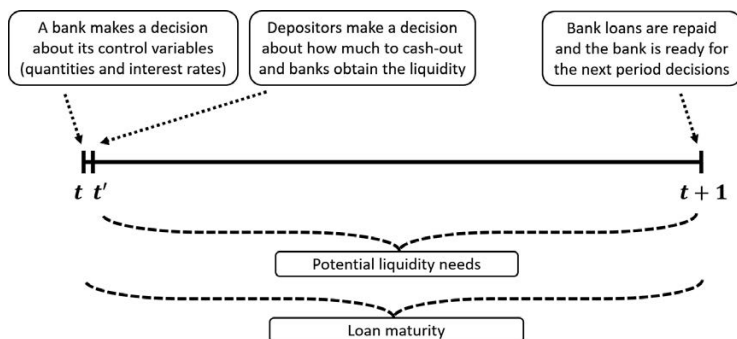 A bank makes a decision
about its control variables
(quantities and interest rates)
Depositors make a decision
about how much to cash-out
and banks obtain the liquidity
Bank loans are repaid
and the bank is ready for
the next period decisions
t t′ t + 1
Potential liquidity needs
Loan maturity